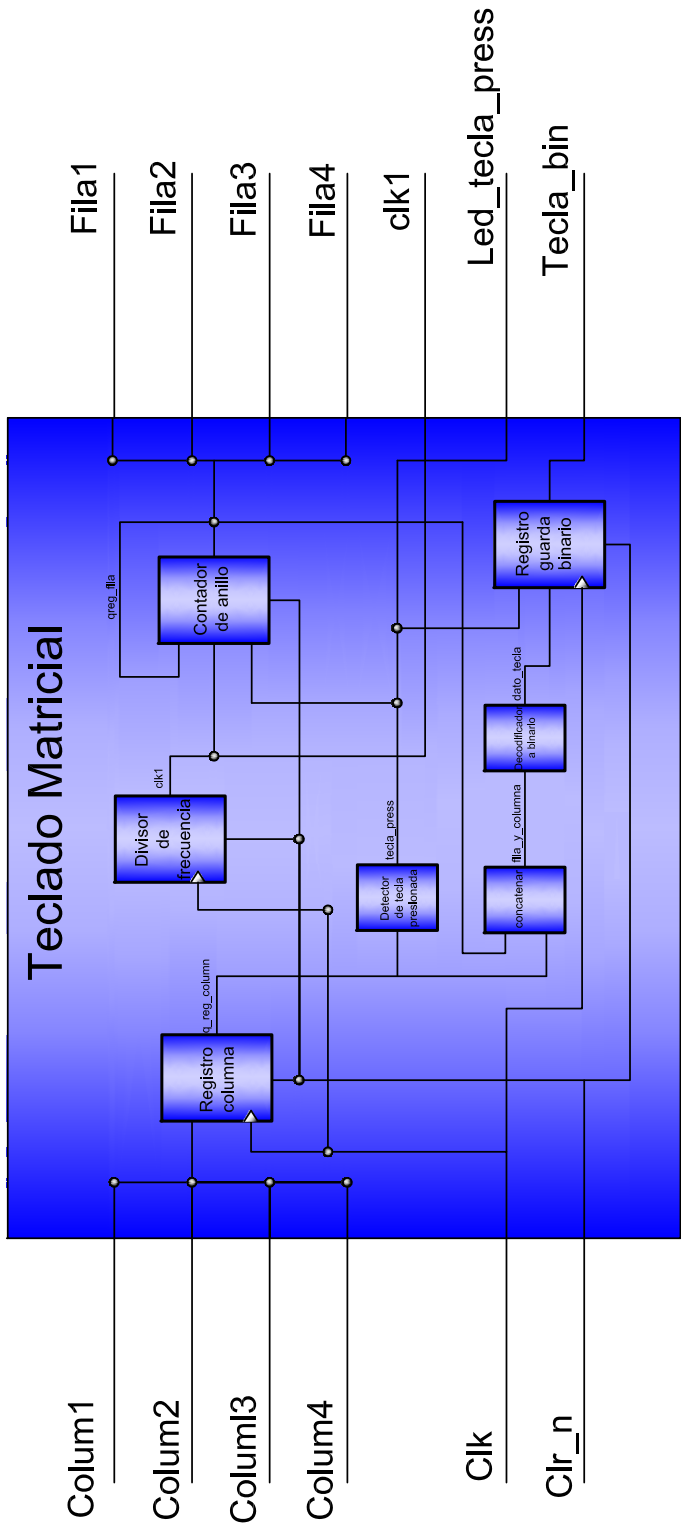 Teclado Matricial
Colum1
Colum2
Columl3
Colum4
Clk
Clr_n
Registro
columna
q_reg_column
Divisor
de
frecuencia
clk1
Contador
de anillo
qreg_fila
Detector
de tecla
presionada
tecla_press
concatenar
fila_y_columna
Decodificador
a binario
dato_tecla
Registro
guarda
binario
Fila1
Fila2
Fila3
Fila4
clk1
Led_tecla_press
Tecla_bin